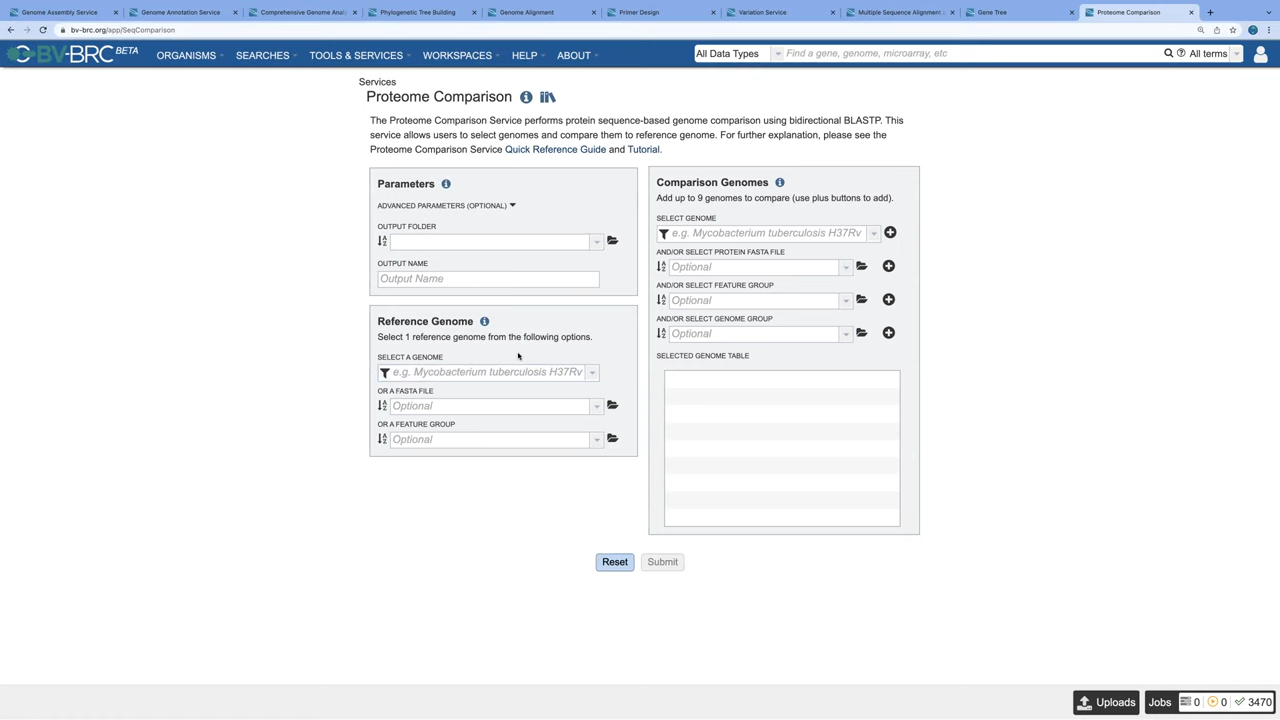 Genome Assembly Service
Genome Annotation Service
Comprehensive Genome Anal
Phylogenetic Tree Building
Genome Alignment
Primer Design
Variation Service
Multiple Sequence Alignment
Gene Tree
Proteome Comparison
bv-brc.org/app/SeqComparison
BV-BRC BETA
ORGANISMS
SEARCHES
TOOLS & SERVICES
WORKSPACES
HELP
ABOUT
All Data Types
Find a gene, genome, microarray, etc
All terms
Services
Proteome Comparison
The Proteome Comparison Service performs protein sequence-based genome comparison using bidirectional BLASTP. This
service allows users to select genomes and compare them to reference genome. For further explanation, please see the
Proteome Comparison Service Quick Reference Guide and Tutorial.
Parameters
ADVANCED PARAMETERS (OPTIONAL)
OUTPUT FOLDER
OUTPUT NAME
Output Name
Reference Genome
Select 1 reference genome from the following options.
SELECT A GENOME
e.g. Mycobacterium tuberculosis H37Rv
OR A FASTA FILE
Optional
OR A FEATURE GROUP
Optional
Comparison Genomes
Add up to 9 genomes to compare (use plus buttons to add).
SELECT GENOME
e.g. Mycobacterium tuberculosis H37Rv
AND/OR SELECT PROTEIN FASTA FILE
Optional
AND/OR SELECT FEATURE GROUP
Optional
AND/OR SELECT GENOME GROUP
Optional
SELECTED GENOME TABLE
Reset
Submit
Uploads
Jobs
0
0
3470